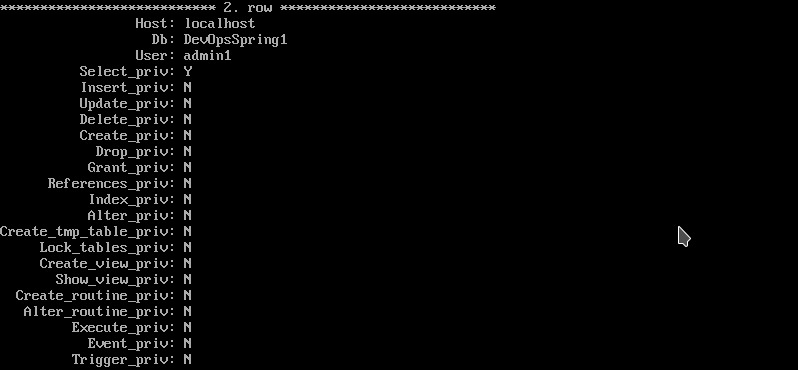 *************************** 2. row ***************************
Host: localhost
Db: DevOpsSpring1
User: admin1
Select_priv: Y
Insert_priv: N
Update_priv: N
Delete_priv: N
Create_priv: N
Drop_priv: N
Grant_priv: N
References_priv: N
Index_priv: N
Alter_priv: N
Create_tmp_table_priv: N
Lock_tables_priv: N
Create_view_priv: N
Show_view_priv: N
Create_routine_priv: N
Alter_routine_priv: N
Execute_priv: N
Event_priv: N
Trigger_priv: N